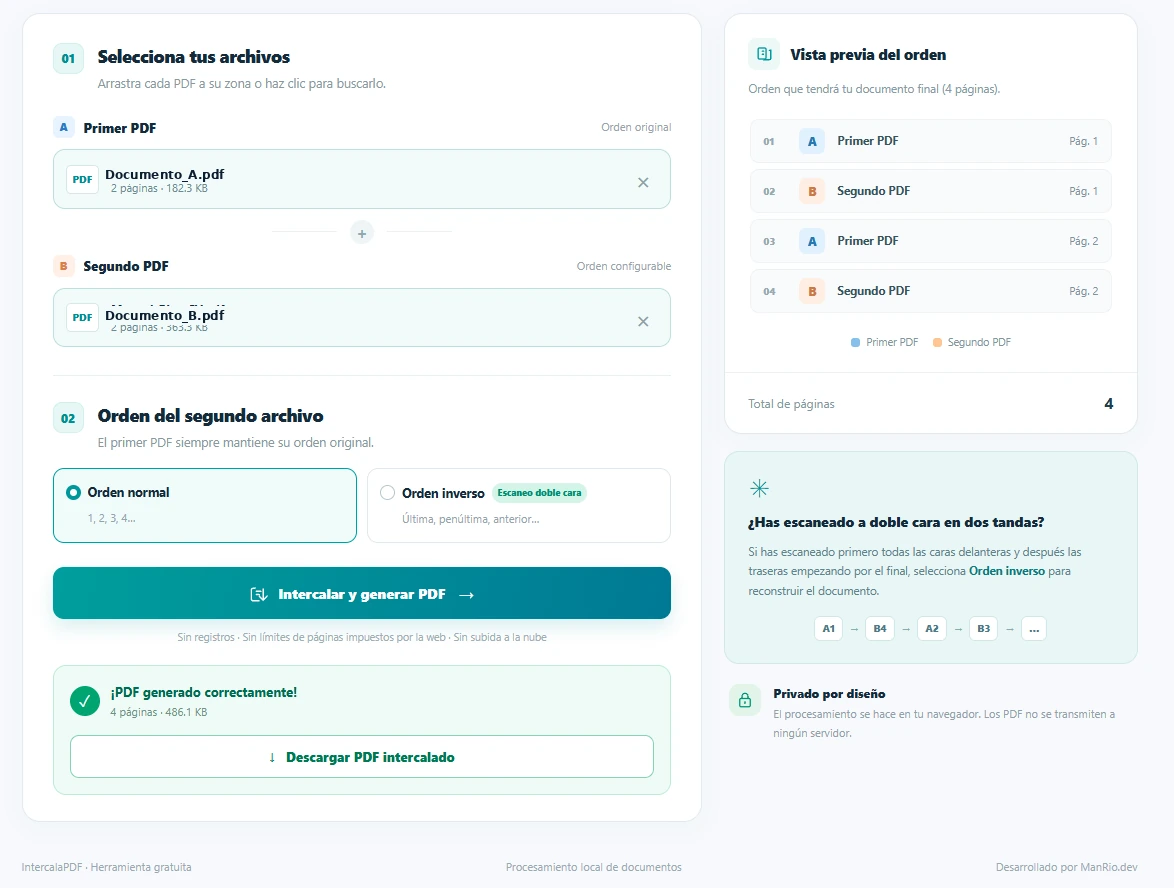 01
Selecciona tus archivos
Arrastra cada PDF a su zona o haz clic para buscarlo.
A Primer PDF
Orden original
PDF
Documento_A.pdf
2 páginas · 182.3 KB
×
+
B Segundo PDF
Orden configurable
PDF
Documento_B.pdf
2 páginas · 363.3 KB
×
02
Orden del segundo archivo
El primer PDF siempre mantiene su orden original.
Orden normal
1, 2, 3, 4...
Orden inverso Escaneo doble cara
Última, penúltima, anterior...
Intercalar y generar PDF →
Sin registros · Sin límites de páginas impuestos por la web · Sin subida a la nube
¡PDF generado correctamente!
4 páginas · 486.1 KB
↓ Descargar PDF intercalado
Vista previa del orden
Orden que tendrá tu documento final (4 páginas).
01 A Primer PDF Pág. 1
02 B Segundo PDF Pág. 1
03 A Primer PDF Pág. 2
04 B Segundo PDF Pág. 2
Primer PDF Segundo PDF
Total de páginas 4
¿Has escaneado a doble cara en dos tandas?
Si has escaneado primero todas las caras delanteras y después las
traseras empezando por el final, selecciona Orden inverso para
reconstruir el documento.
A1 → B4 → A2 → B3 → ...
Privado por diseño
El procesamiento se hace en tu navegador. Los PDF no se transmiten a
ningún servidor.
IntercalaPDF · Herramienta gratuita
Procesamiento local de documentos
Desarrollado por ManRio.dev